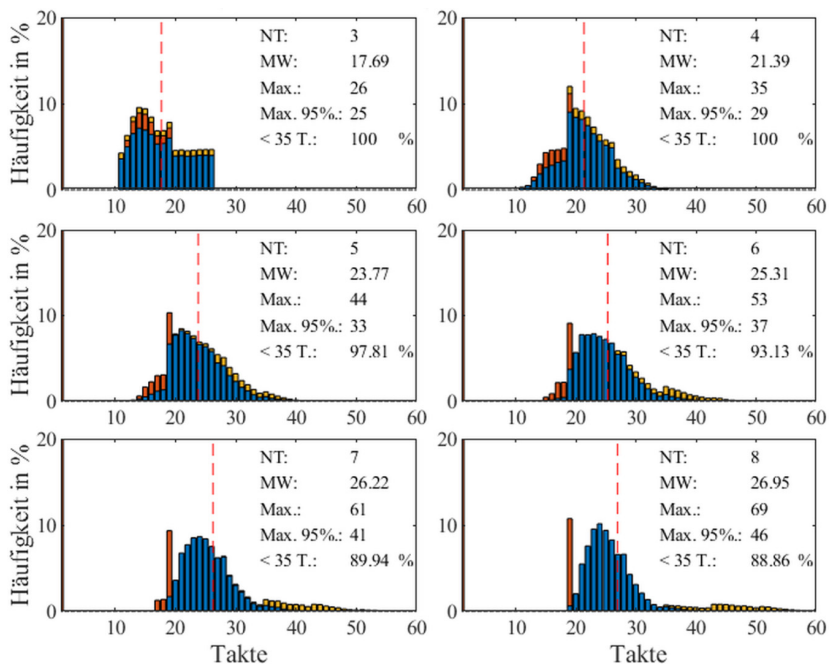 Häufigkeit in %
20
10
0
10 20 30 40 50 60
NT: 3
MW: 17.69
Max.: 26
Max. 95%.: 25
< 35 T.: 100 %
20
10
0
10 20 30 40 50 60
NT: 4
MW: 21.39
Max.: 35
Max. 95%.: 29
< 35 T.: 100 %
Häufigkeit in %
20
10
0
10 20 30 40 50 60
NT: 5
MW: 23.77
Max.: 44
Max. 95%.: 33
< 35 T.: 97.81 %
20
10
0
10 20 30 40 50 60
NT: 6
MW: 25.31
Max.: 53
Max. 95%.: 37
< 35 T.: 93.13 %
Häufigkeit in %
20
10
0
10 20 30 40 50 60
Takte
NT: 7
MW: 26.22
Max.: 61
Max. 95%.: 41
< 35 T.: 89.94 %
20
10
0
10 20 30 40 50 60
Takte
NT: 8
MW: 26.95
Max.: 69
Max. 95%.: 46
< 35 T.: 88.86 %